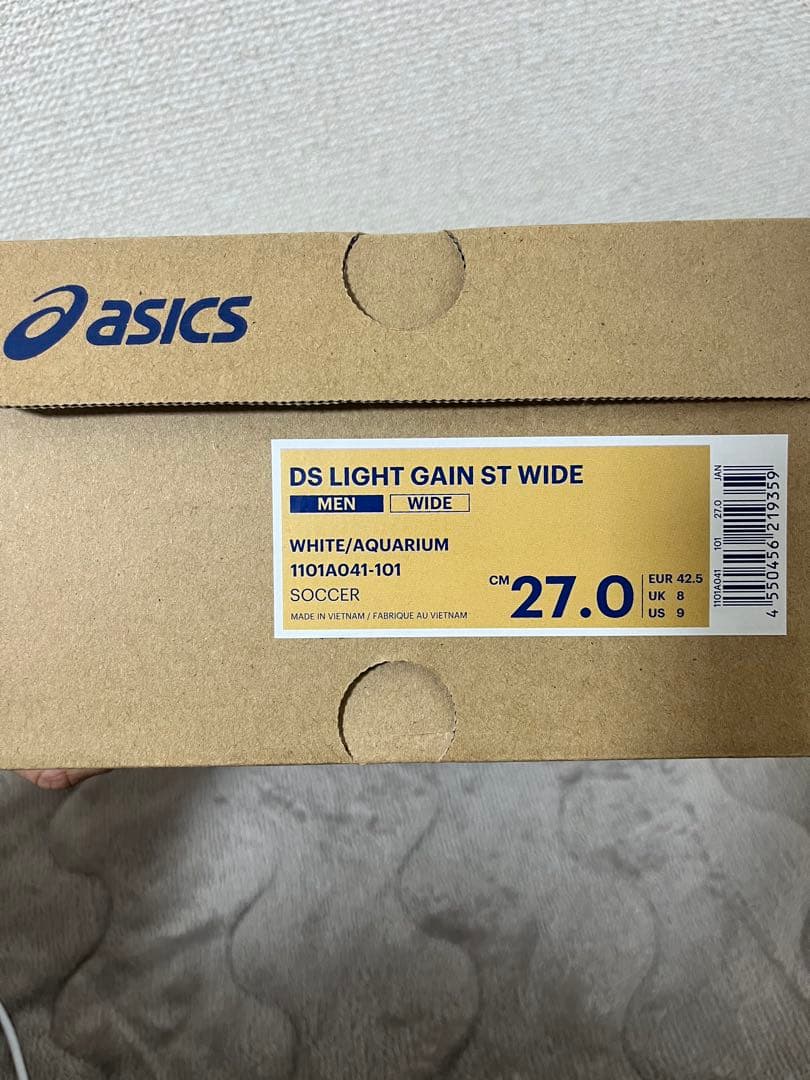 asics
DS LIGHT GAIN ST WIDE
MEN WIDE
WHITE/AQUARIUM
1101A041-101
SOCCER
MADE IN VIETNAM / FABRIQUE AU VIETNAM
CM 27.0
EUR 42.5
UK 8
US 9
1101A041 101 27.0 JAN
4 550456 219359